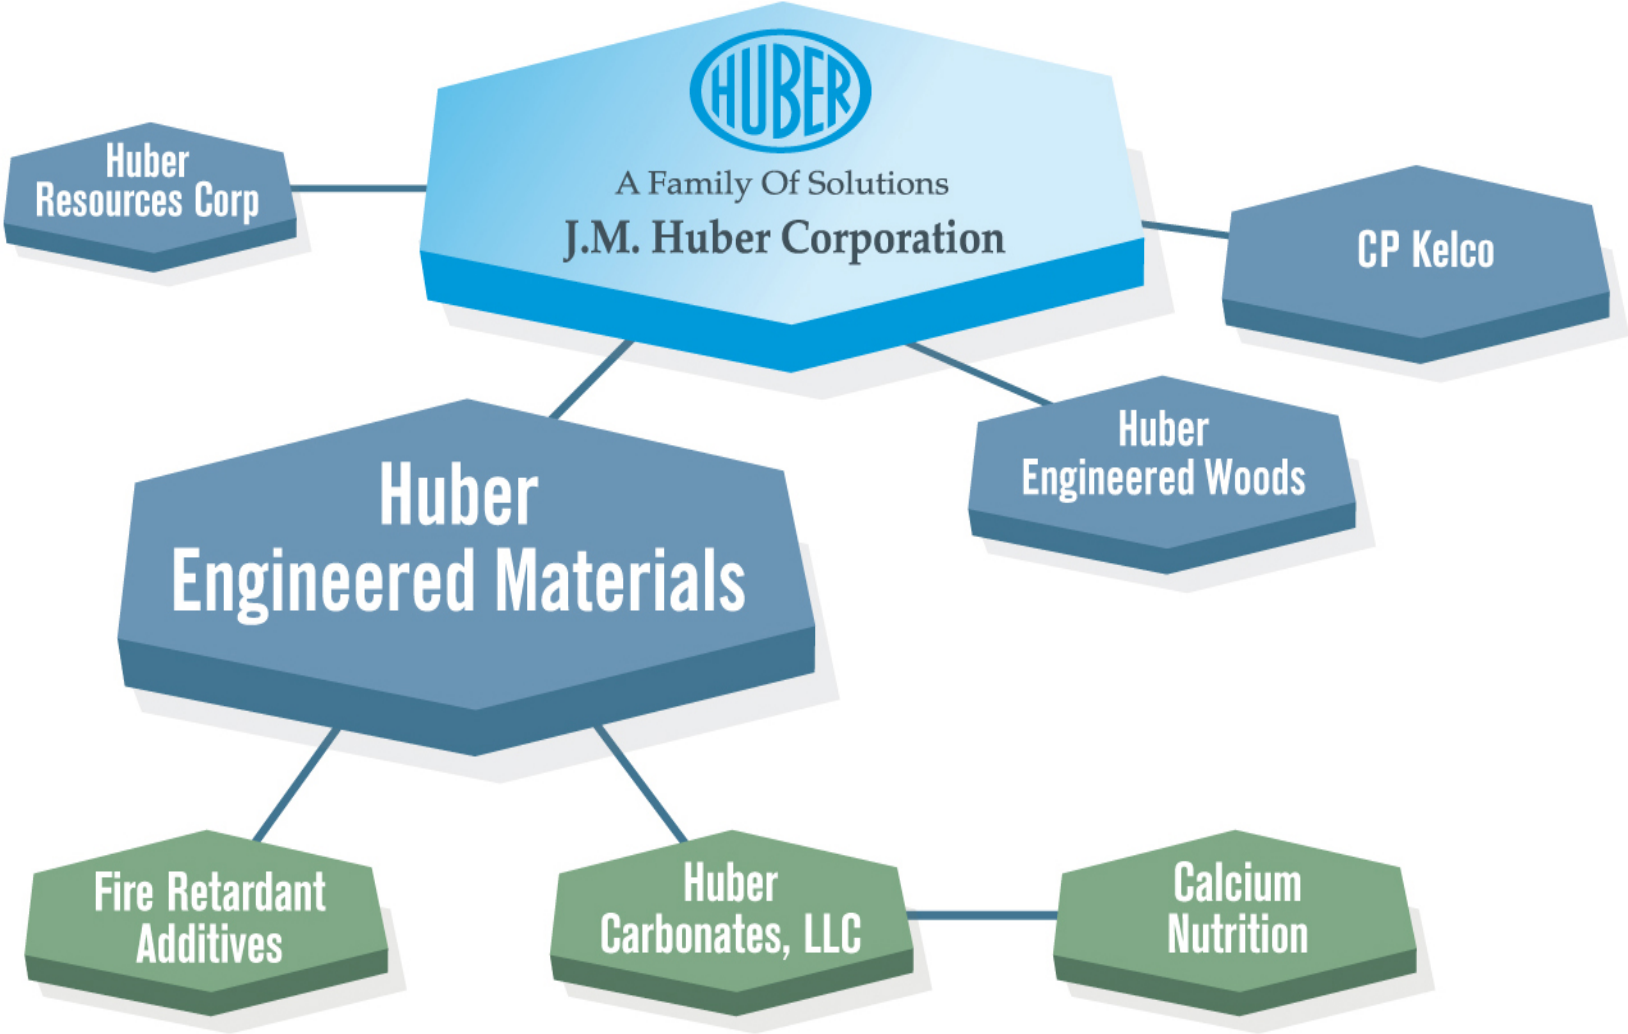 HUBER
A Family Of Solutions
J.M. Huber Corporation
Huber
Resources Corp
CP Kelco
Huber
Engineered Woods
Huber
Engineered Materials
Fire Retardant
Additives
Huber
Carbonates, LLC
Calcium
Nutrition